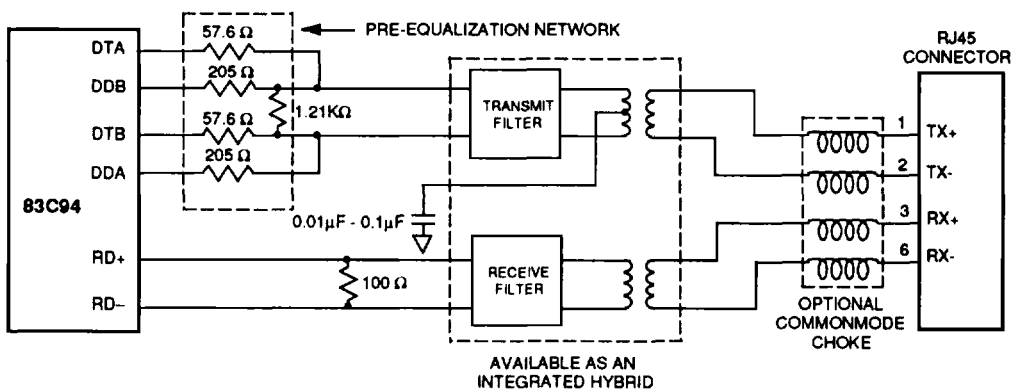 PRE-EQUALIZATION NETWORK
83C94
DTA
57.6 Ω
DDB
205 Ω
1.21KΩ
DTB
57.6 Ω
DDA
205 Ω
RD+
RD–
100 Ω
0.01µF - 0.1µF
TRANSMIT
FILTER
RECEIVE
FILTER
AVAILABLE AS AN
INTEGRATED HYBRID
OPTIONAL
COMMONMODE
CHOKE
RJ45
CONNECTOR
1 TX+
2 TX-
3 RX+
6 RX-